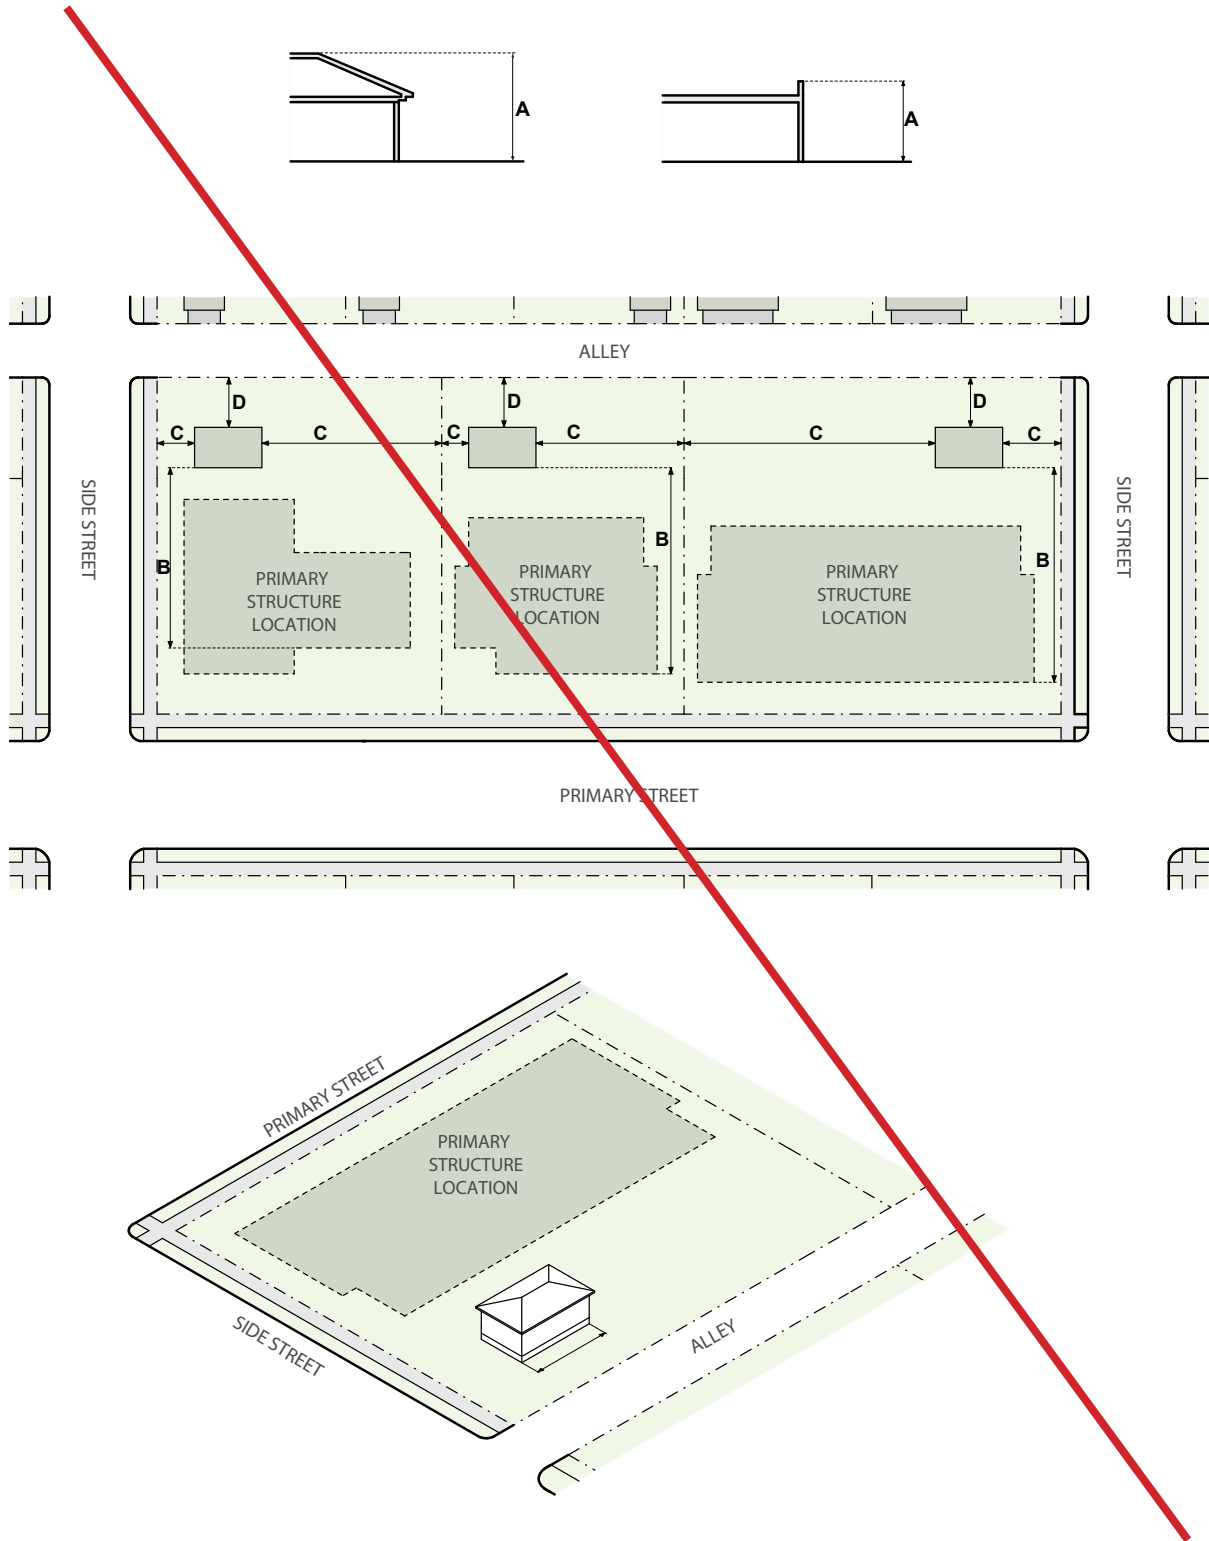 A
A
ALLEY
D
D
D
C
C
C
C
C
C
SIDE STREET
SIDE STREET
B
B
B
PRIMARY
STRUCTURE
LOCATION
PRIMARY
STRUCTURE
LOCATION
PRIMARY
STRUCTURE
LOCATION
PRIMARY STREET
PRIMARY STREET
PRIMARY
STRUCTURE
LOCATION
SIDE STREET
ALLEY